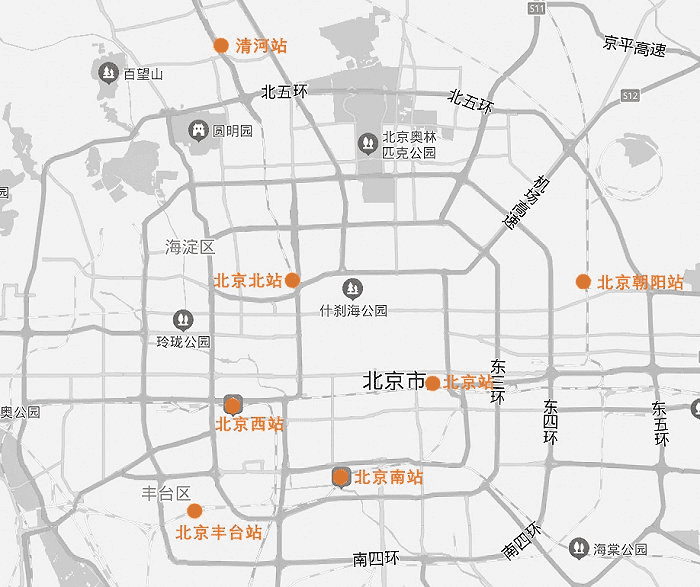 S11
京平高速
清河站
百望山
北五环
北五环
S12
圆明园
北京奥林
匹克公园
园
机场高速
海淀区
北京北站
北京朝阳站
什刹海公园
玲珑公园
东三环
北京市
北京站
奥公园
东四环
东五环
北京西站
北京南站
丰台区
北京丰台站
南四环
南四环
海棠公园